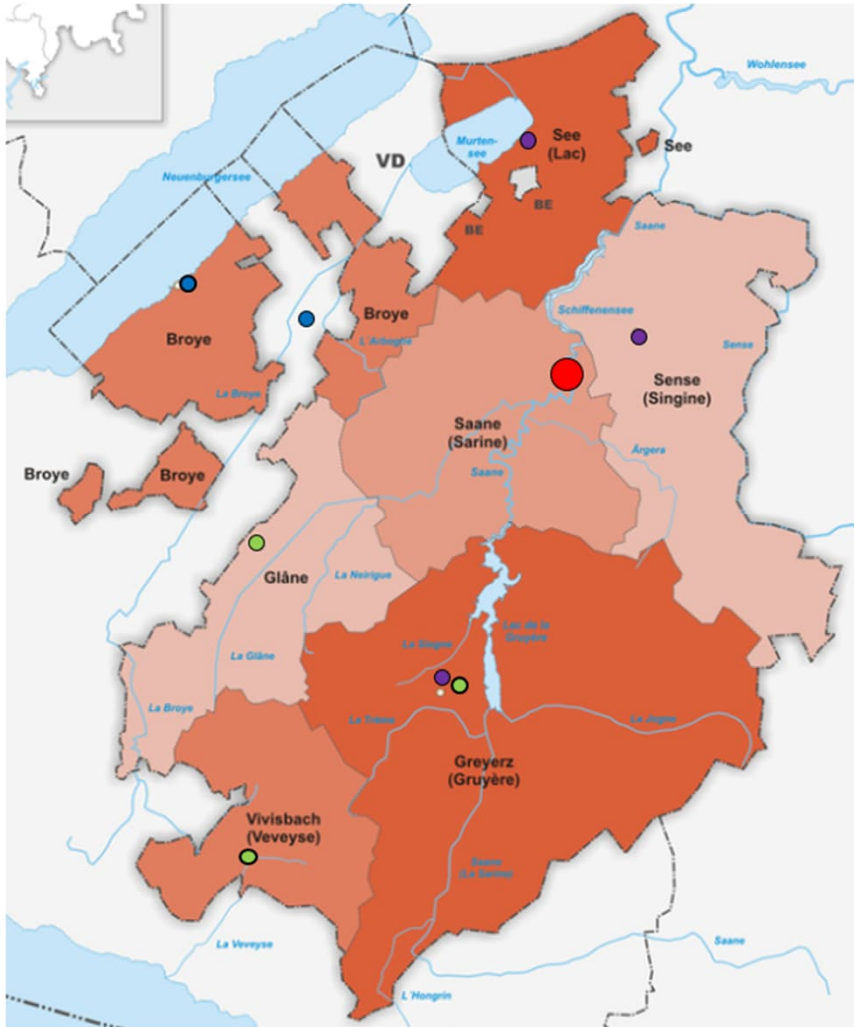 Wohlensee
Murten-
see
See
(Lac)
See
VD
Neuenburgersee
BE
BE
Saane
Schiffenensee
Broye
Broye
L'Arbogne
Sense
Sense
(Singine)
La Broye
Saane
(Sarine)
Ärgera
Saane
Broye
Broye
Glâne
La Neirigue
Lac de la
Gruyère
La Sionge
La Glâne
La Broye
La Trême
La Jogne
Greyerz
(Gruyère)
Vivisbach
(Veveyse)
Saane
(La Sarine)
La Veveyse
Saane
L'Hongrin